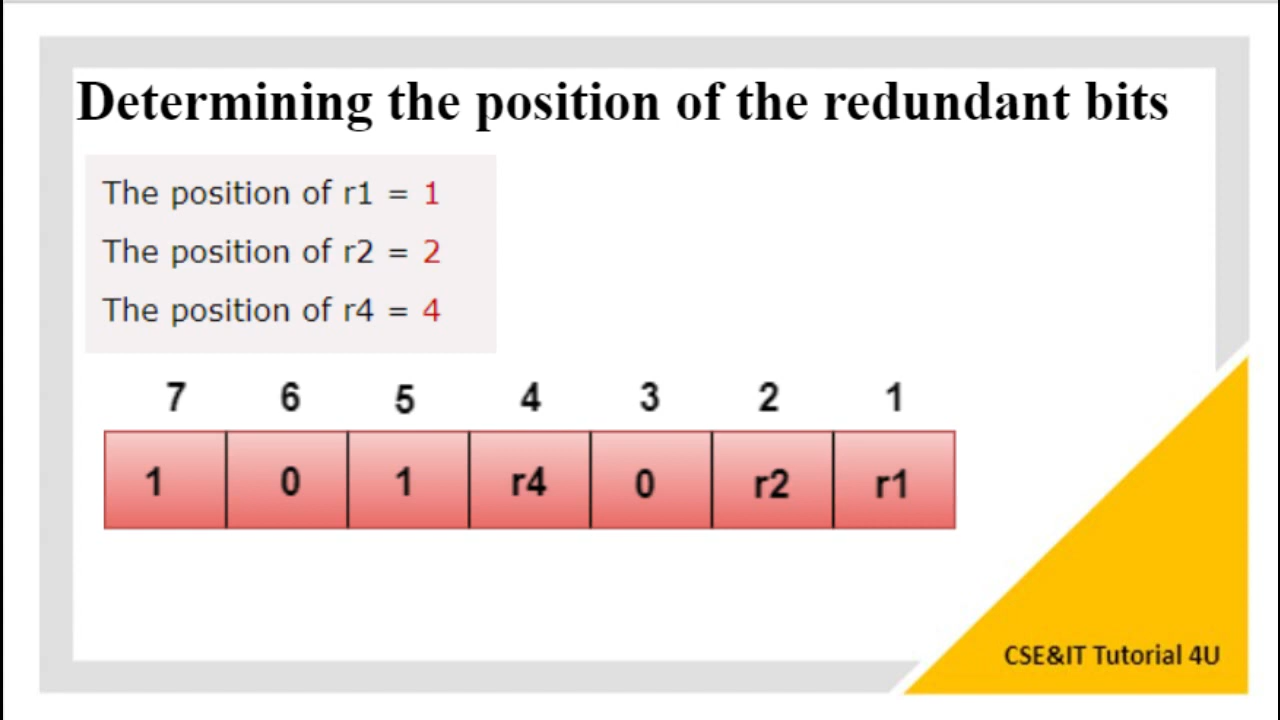 Determining the position of the redundant bits
The position of r1 = 1
The position of r2 = 2
The position of r4 = 4
7 6 5 4 3 2 1
1 0 1 r4 0 r2 r1
CSE&IT Tutorial 4U